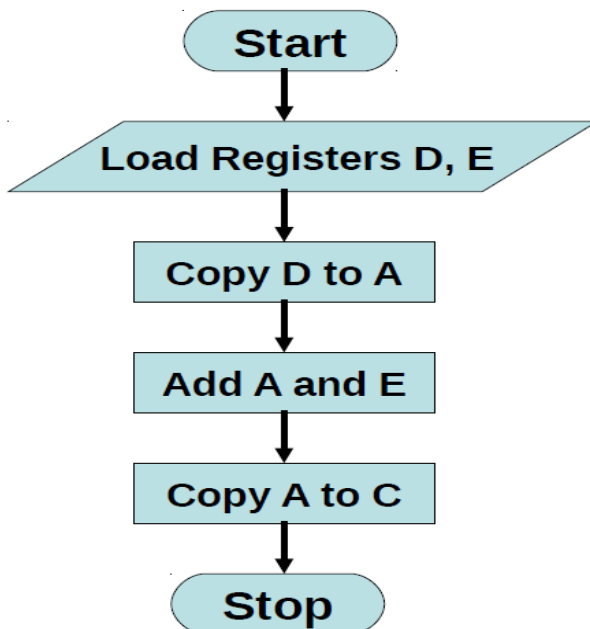 Start
Load Registers D, E
Copy D to A
Add A and E
Copy A to C
Stop